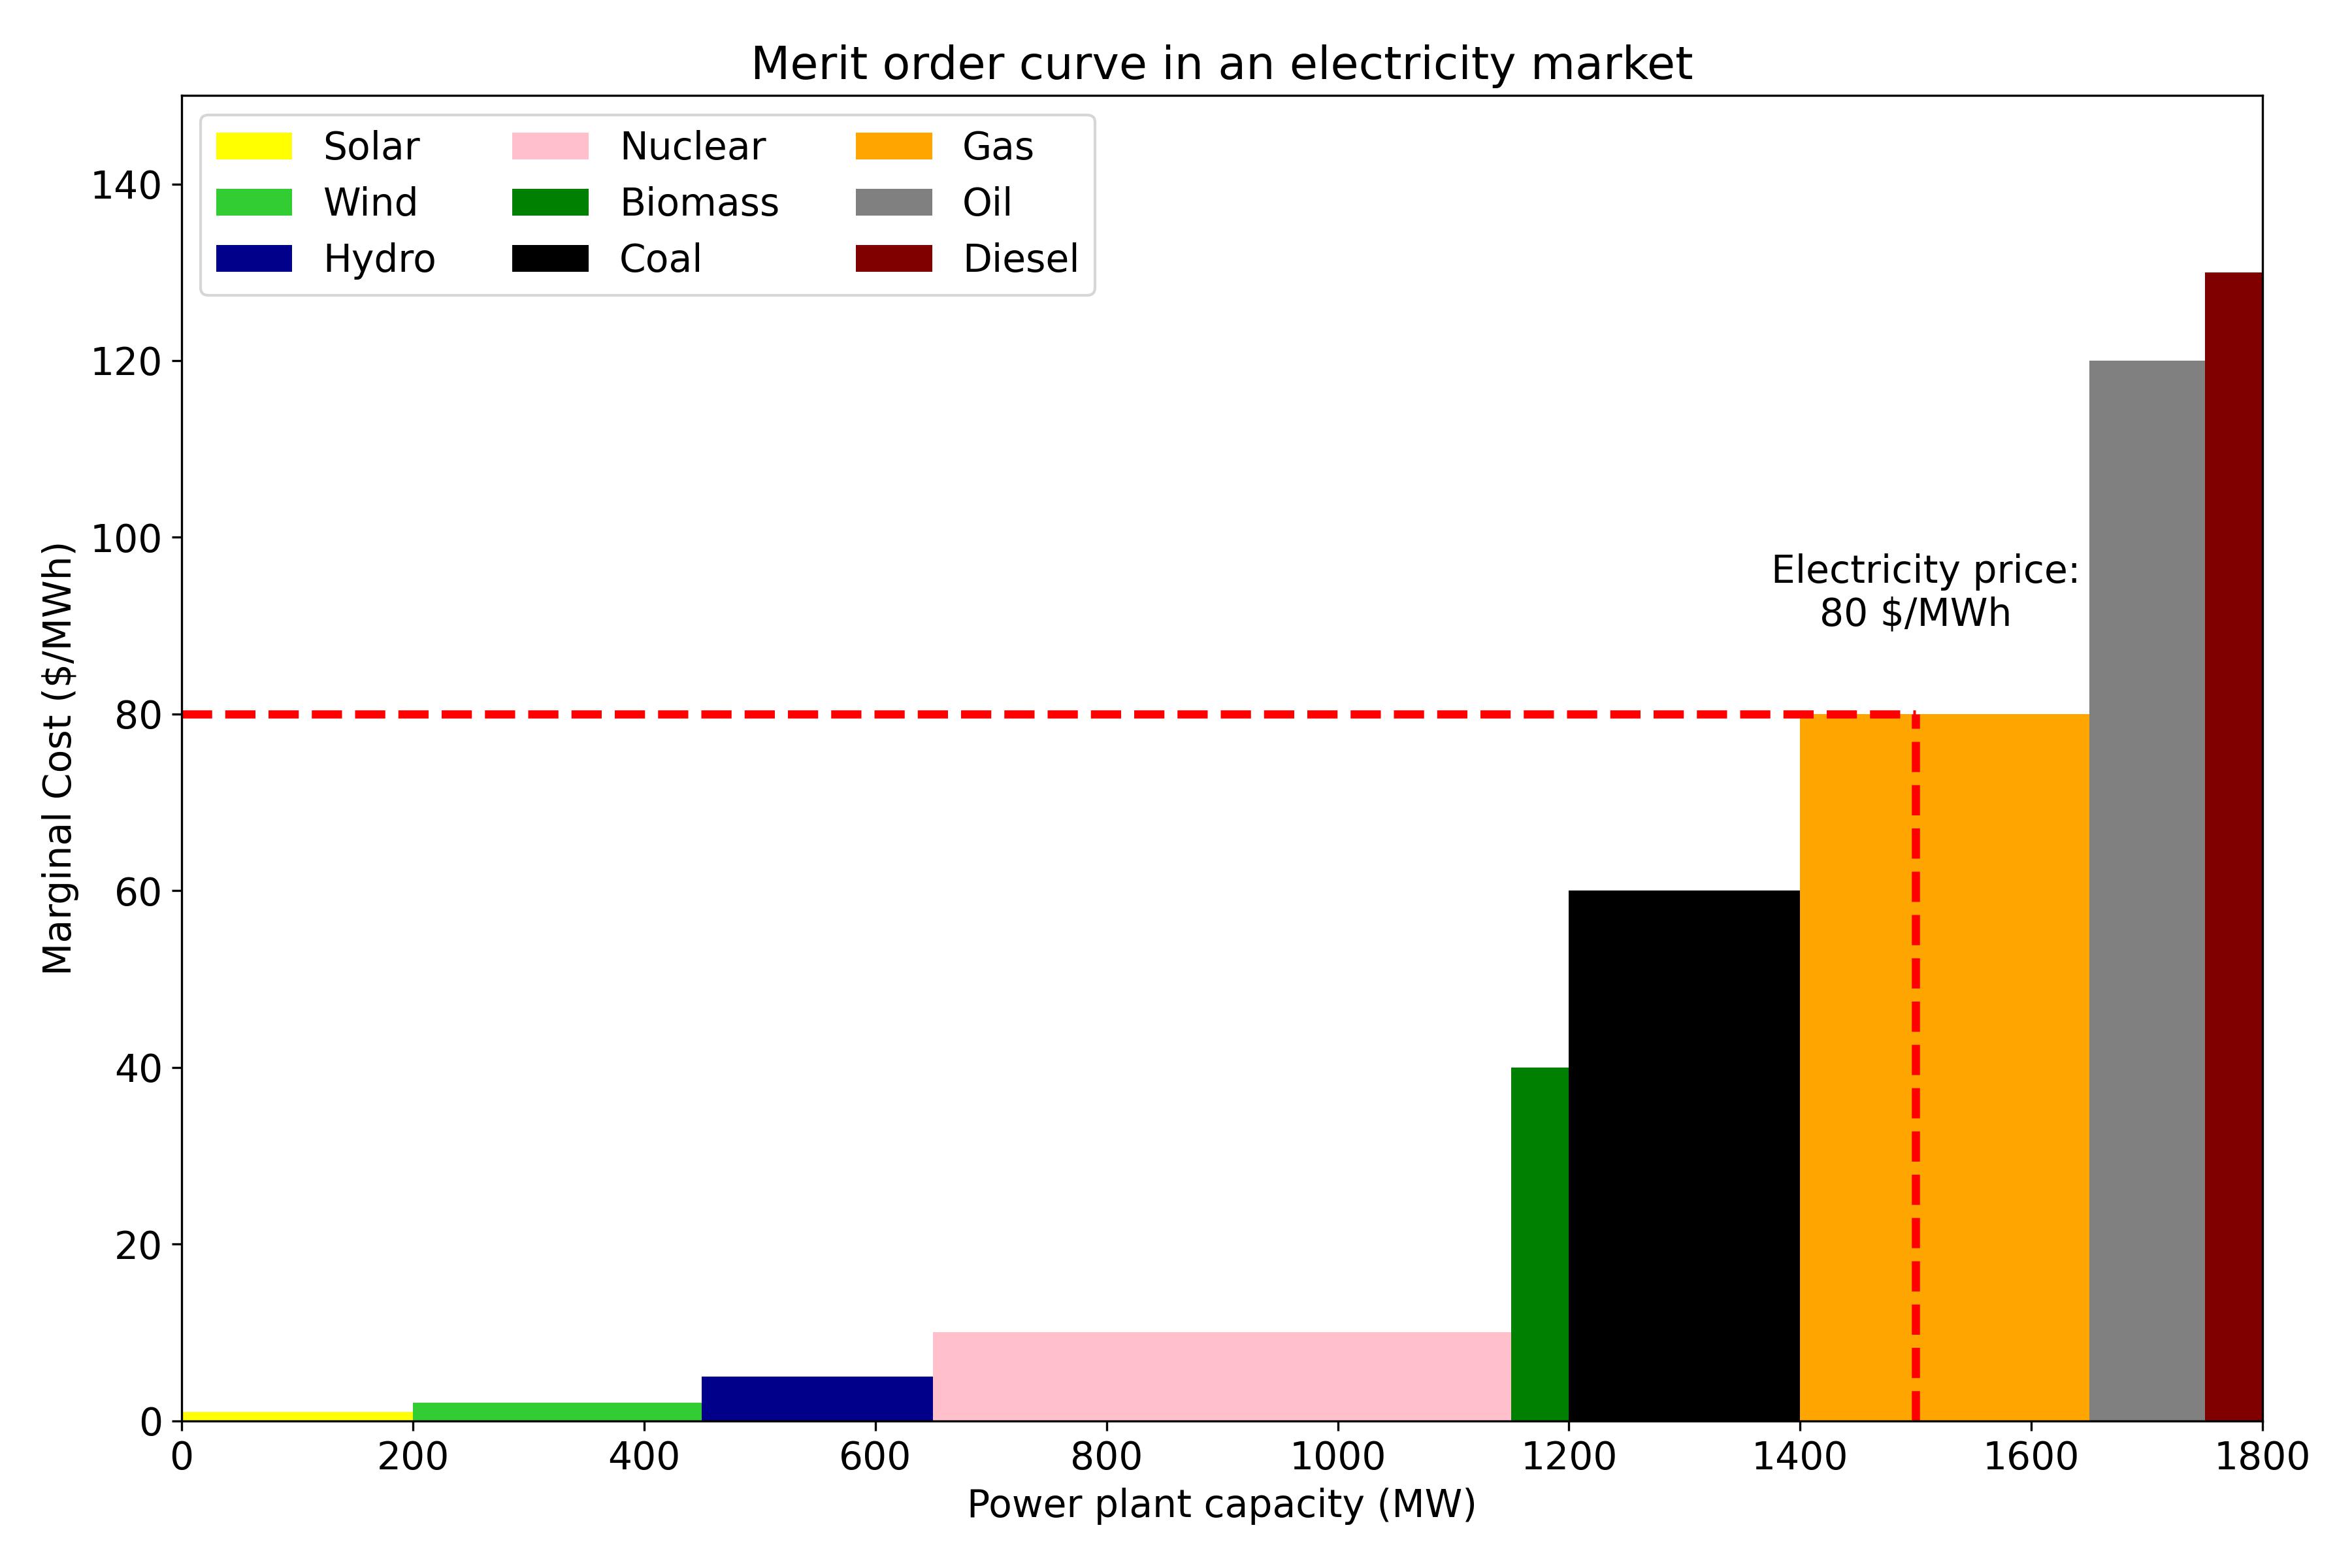 Merit order curve in an electricity market
Solar
Wind
Hydro
Nuclear
Biomass
Coal
Gas
Oil
Diesel
Marginal Cost ($/MWh)
140
120
100
80
60
40
20
0
Electricity price:
80 $/MWh
0 200 400 600 800 1000 1200 1400 1600 1800
Power plant capacity (MW)